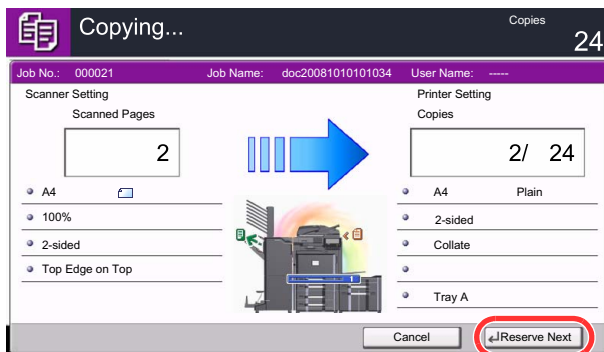 Copying...
Copies
24
Job No.: 000021 Job Name: doc20081010101034 User Name: -----
Scanner Setting
Scanned Pages
2
A4
100%
2-sided
Top Edge on Top
1
Printer Setting
Copies
2/ 24
A4 Plain
2-sided
Collate
Tray A
Cancel
Reserve Next